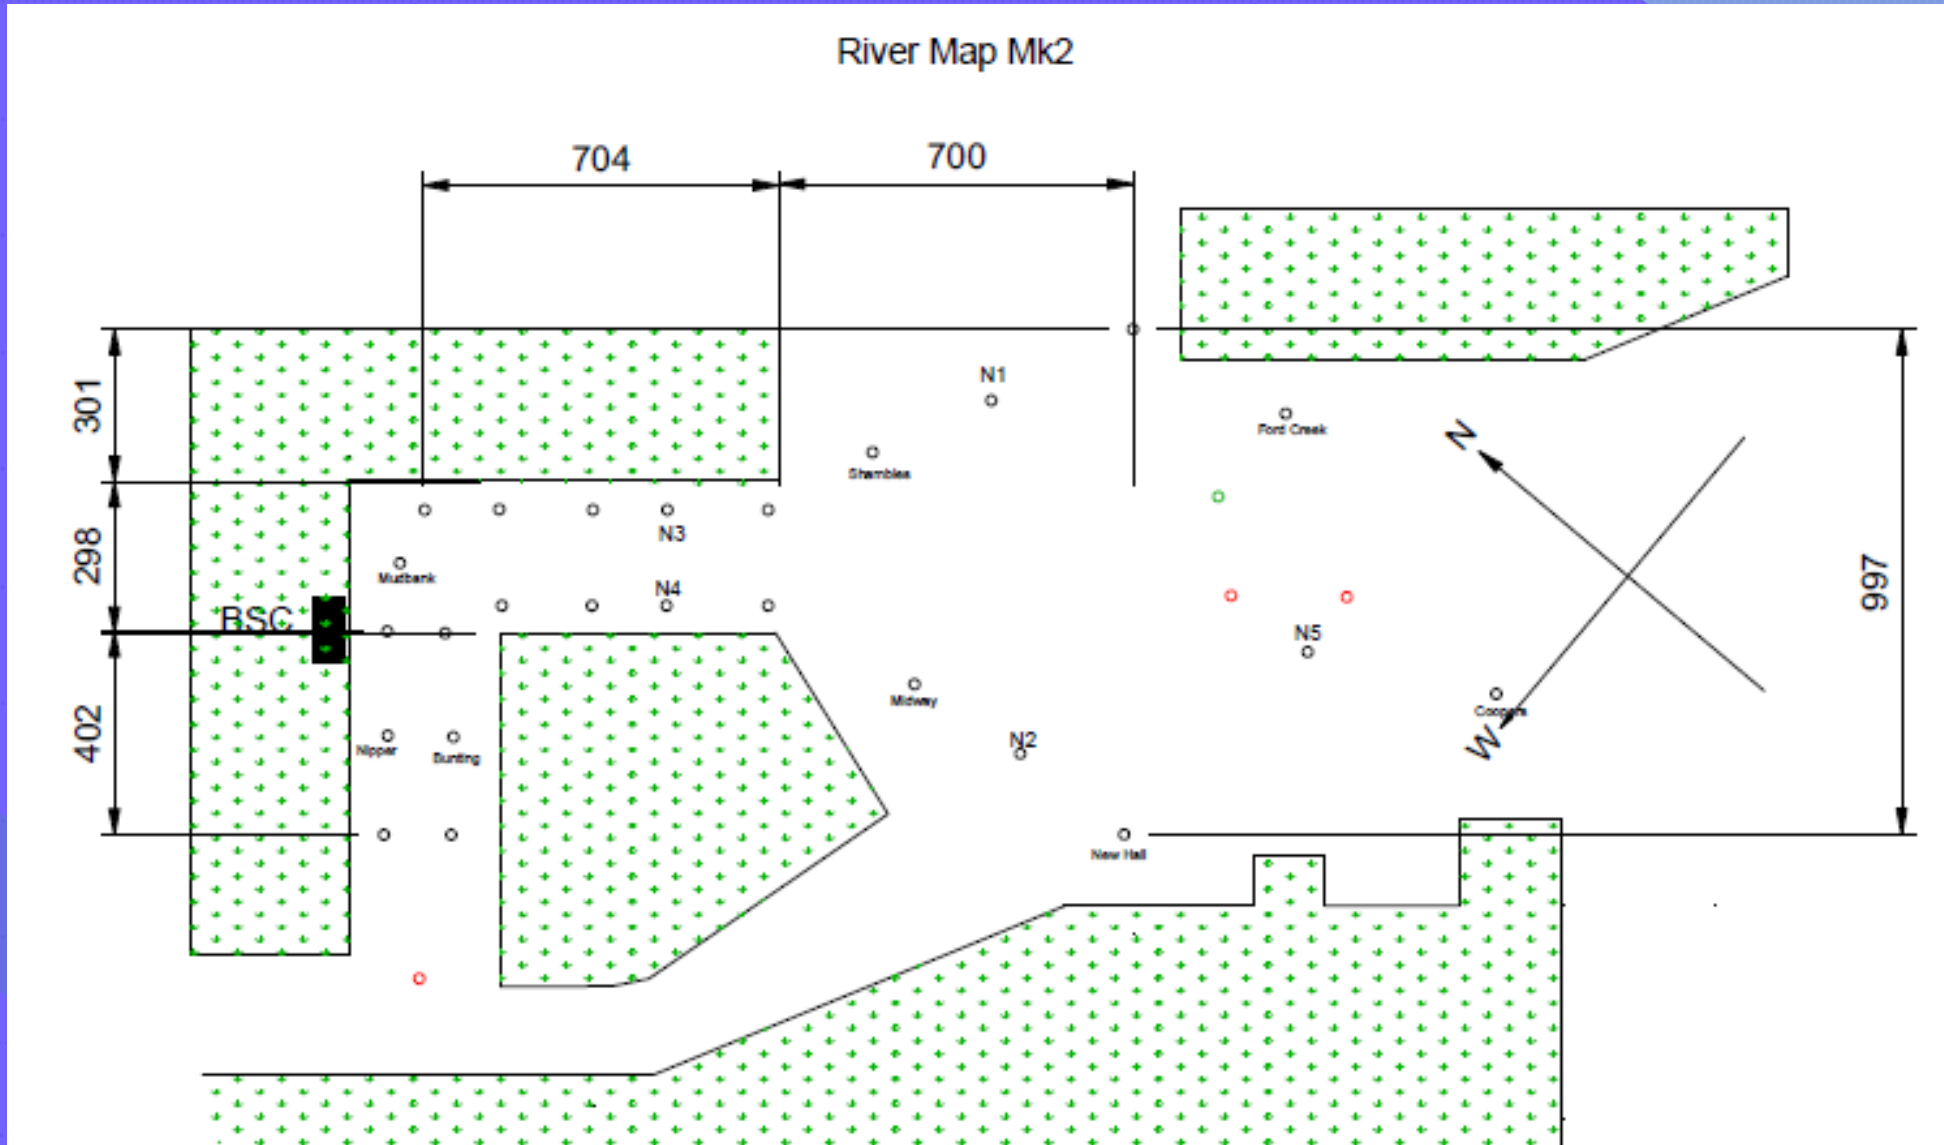 River Map Mk2
704
700
N1
301
Ford Creek
N
Shambles
N3
298
Mudbank
N4
997
RSC
N5
Midway
Coopers
402
N2
W
Nipper
Bunting
New Hall